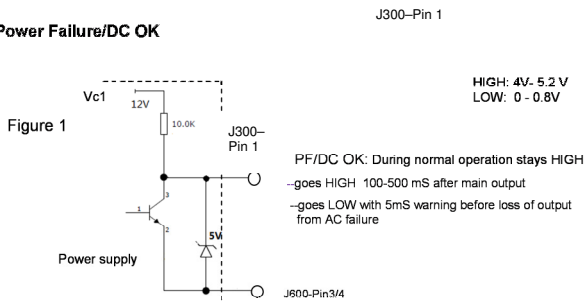 J300–Pin 1
Power Failure/DC OK
HIGH: 4V- 5.2 V
LOW: 0 - 0.8V
Vc1
12V
Figure 1
10.0K
J300–
Pin 1
PF/DC OK: During normal operation stays HIGH
--goes HIGH 100-500 mS after main output
--goes LOW with 5mS warning before loss of output
from AC failure
3
1
2
5V
Power supply
J600-Pin3/4